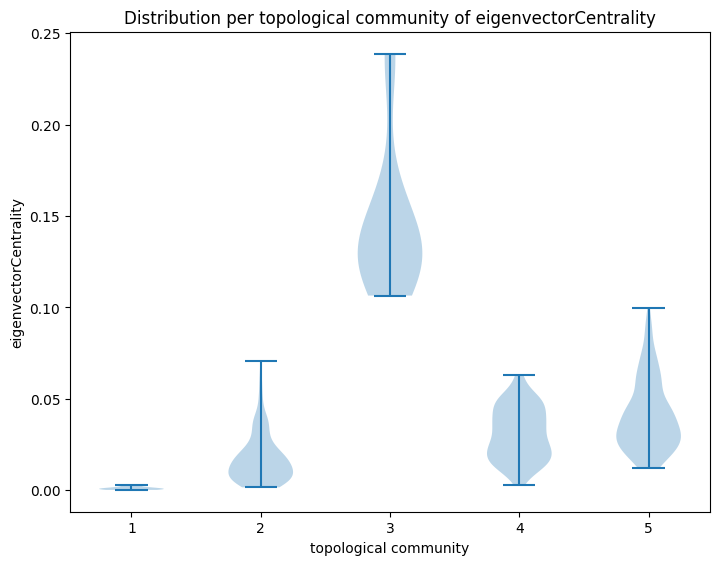 Distribution per topological community of eigenvectorCentrality
eigenvectorCentrality
0.25
0.20
0.15
0.10
0.05
0.00
1 2 3 4 5
topological community